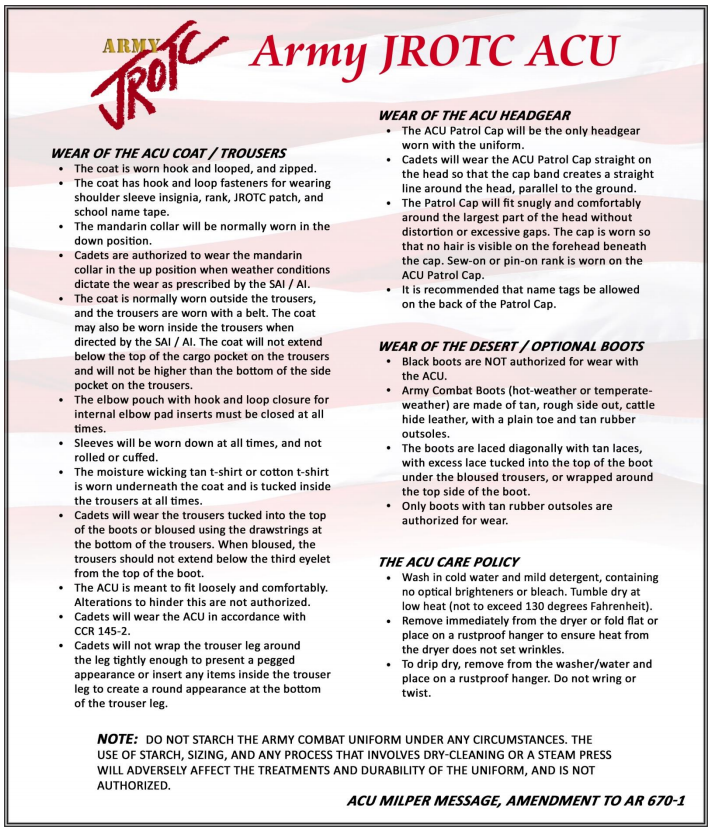 ARMY
JROTC
Army JROTC ACU
WEAR OF THE ACU COAT / TROUSERS
• The coat is worn hook and looped, and zipped.
• The coat has hook and loop fasteners for wearing
shoulder sleeve insignia, rank, JROTC patch, and
school name tape.
• The mandarin collar will be normally worn in the
down position.
• Cadets are authorized to wear the mandarin
collar in the up position when weather conditions
dictate the wear as prescribed by the SAI / AI.
• The coat is normally worn outside the trousers,
and the trousers are worn with a belt. The coat
may also be worn inside the trousers when
directed by the SAI / AI. The coat will not extend
below the top of the cargo pocket on the trousers
and will not be higher than the bottom of the side
pocket on the trousers.
• The elbow pouch with hook and loop closure for
internal elbow pad inserts must be closed at all
times.
• Sleeves will be worn down at all times, and not
rolled or cuffed.
• The moisture wicking tan t-shirt or cotton t-shirt
is worn underneath the coat and is tucked inside
the trousers at all times.
• Cadets will wear the trousers tucked into the top
of the boots or bloused using the drawstrings at
the bottom of the trousers. When bloused, the
trousers should not extend below the third eyelet
from the top of the boot.
• The ACU is meant to fit loosely and comfortably.
Alterations to hinder this are not authorized.
• Cadets will wear the ACU in accordance with
CCR 145-2.
• Cadets will not wrap the trouser leg around
the leg tightly enough to present a pegged
appearance or insert any items inside the trouser
leg to create a round appearance at the bottom
of the trouser leg.
WEAR OF THE ACU HEADGEAR
• The ACU Patrol Cap will be the only headgear
worn with the uniform.
• Cadets will wear the ACU Patrol Cap straight on
the head so that the cap band creates a straight
line around the head, parallel to the ground.
• The Patrol Cap will fit snugly and comfortably
around the largest part of the head without
distortion or excessive gaps. The cap is worn so
that no hair is visible on the forehead beneath
the cap. Sew-on or pin-on rank is worn on the
ACU Patrol Cap.
• It is recommended that name tags be allowed
on the back of the Patrol Cap.
WEAR OF THE DESERT / OPTIONAL BOOTS
• Black boots are NOT authorized for wear with
the ACU.
• Army Combat Boots (hot-weather or temperate-
weather) are made of tan, rough side out, cattle
hide leather, with a plain toe and tan rubber
outsoles.
• The boots are laced diagonally with tan laces,
with excess lace tucked into the top of the boot
under the bloused trousers, or wrapped around
the top side of the boot.
• Only boots with tan rubber outsoles are
authorized for wear.
THE ACU CARE POLICY
• Wash in cold water and mild detergent, containing
no optical brighteners or bleach. Tumble dry at
low heat (not to exceed 130 degrees Fahrenheit).
• Remove immediately from the dryer or fold flat or
place on a rustproof hanger to ensure heat from
the dryer does not set wrinkles.
• To drip dry, remove from the washer/water and
place on a rustproof hanger. Do not wring or
twist.
NOTE: DO NOT STARCH THE ARMY COMBAT UNIFORM UNDER ANY CIRCUMSTANCES. THE
USE OF STARCH, SIZING, AND ANY PROCESS THAT INVOLVES DRY-CLEANING OR A STEAM PRESS
WILL ADVERSELY AFFECT THE TREATMENTS AND DURABILITY OF THE UNIFORM, AND IS NOT
AUTHORIZED.
ACU MILPER MESSAGE, AMENDMENT TO AR 670-1